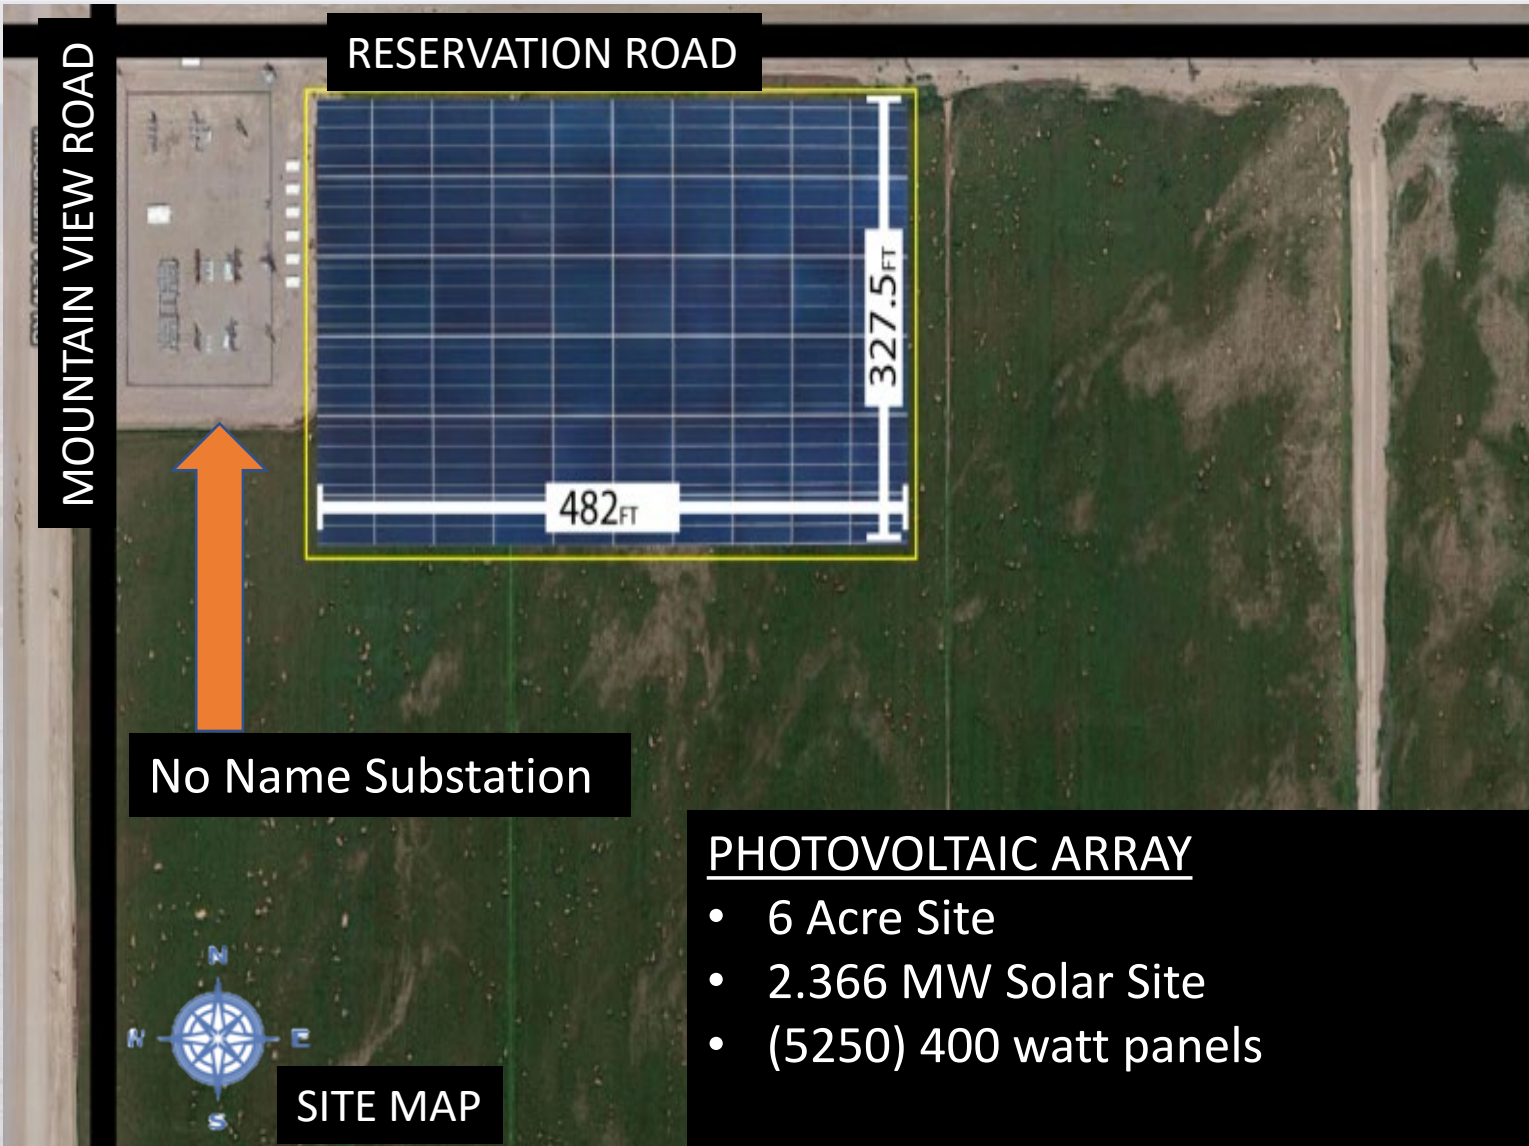 RESERVATION ROAD
MOUNTAIN VIEW ROAD
327.5FT
482FT
No Name Substation
PHOTOVOLTAIC ARRAY
• 6 Acre Site
• 2.366 MW Solar Site
• (5250) 400 watt panels
N
E
S
SITE MAP